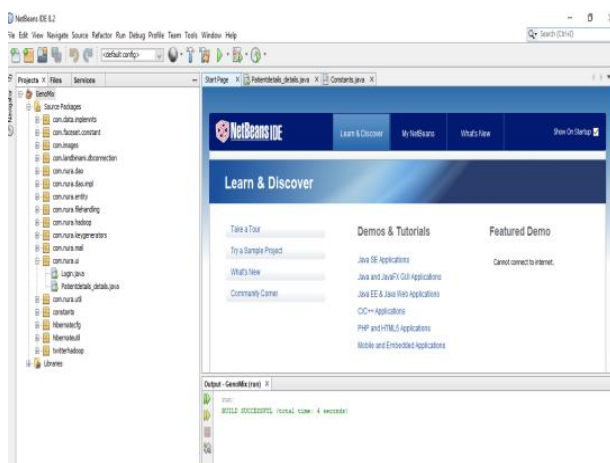 NetBeans IDE 8.2
File Edit View Navigate Source Refactor Run Debug Profile Team Tools Window Help
Search (Ctrl+I)
<default config>
Projects Files Services
Start Page Patientdetails_details.java Constants.java
Navigator
GenoMix
Source Packages
com.data.implemnts
com.faceset.constant
com.images
com.landbnami.dbconnection
com.nura.dao
com.nura.dao.impl
com.nura.entity
com.nura.filehandling
com.nura.hadoop
com.nura.keygenerators
com.nura.mail
com.nura.ui
Login.java
Patientdetails_details.java
com.nura.util
constants
hibernatecfg
hibernateutil
twitterhadoop
Libraries
NetBeans IDE
Learn & Discover My NetBeans What's New Show On Startup
Learn & Discover
Take a Tour
Try a Sample Project
What's New
Community Corner
Demos & Tutorials
Java SE Applications
Java and JavaFX GUI Applications
Java EE & Java Web Applications
C/C++ Applications
PHP and HTML5 Applications
Mobile and Embedded Applications
Featured Demo
Cannot connect to internet.
Output - GenoMix (run)
run:
BUILD SUCCESSFUL (total time: 4 seconds)